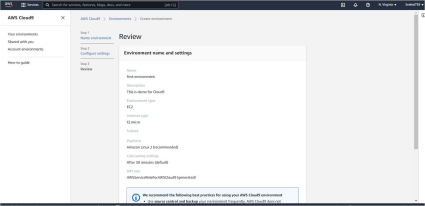 aws
Services
Search for services, features, blogs, docs, and more
[Alt+S]
N. Virginia
AWS Cloud9
×
AWS Cloud9 > Environments > Create environment
Your environments
Shared with you
Account environments
How-to guide
Step 1
Name environment
Step 2
Configure settings
Step 3
Review
Review
Environment name and settings
Name
first environment
Description
This is demo for Cloud9
Environment type
EC2
Instance type
t2.micro
Subnet
Platform
Amazon Linux 2 (recommended)
Cost-saving settings
After 30 minutes (default)
IAM role
AWSServiceRoleForAWSCloud9 (generated)
We recommend the following best practices for using your AWS Cloud9 environment
• Use source control and backup your environment frequently. AWS Cloud9 does not